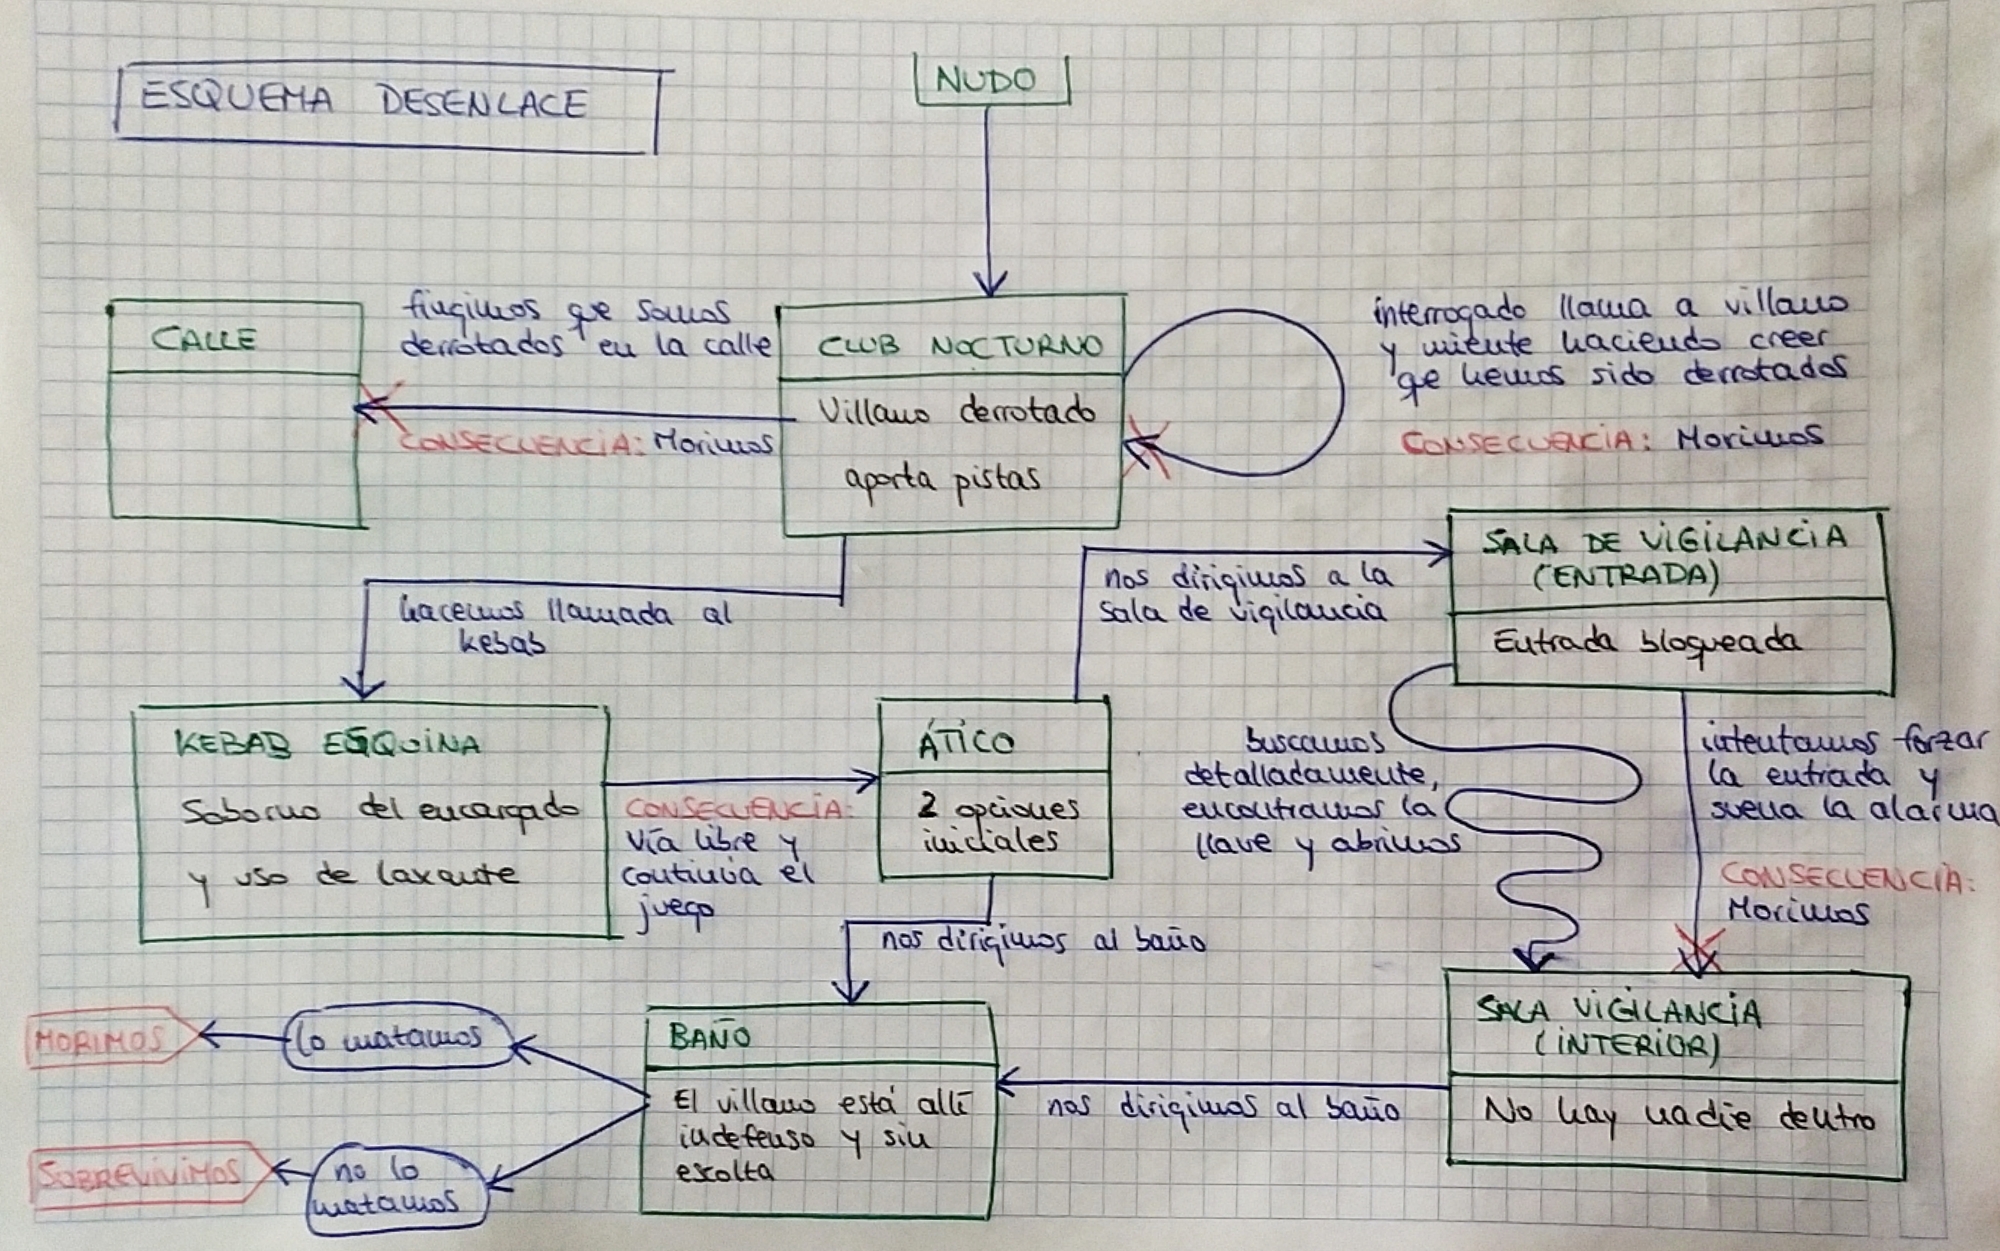 ESQUEMA DESENLACE
NUDO
CALLE
fingimos que somos
derrotados en la calle
CONSECUENCIA: Morimos
CLUB NOCTURNO
Villano derrotado
aporta pistas
interrogado llama a villano
y miente haciendo creer
qe hemos sido derrotados
CONSECUENCIA: Morimos
hacemos llamada al
kebab
nos dirigimos a la
sala de vigilancia
SALA DE VIGILANCIA
(ENTRADA)
Entrada bloqueada
KEBAB ESQUINA
Soborno del encargado
y uso de laxante
CONSECUENCIA:
Vía libre y
continúa el
juego
ÁTICO
2 opciones
iniciales
buscamos
detalladamente,
encontramos la
llave y abrimos
intentamos forzar
la entrada y
suena la alarma
CONSECUENCIA:
Morimos
nos dirigimos al baño
MORIMOS
lo matamos
SOBREVIVIMOS
no lo
matamos
BAÑO
El villano está allí
indefenso y sin
escolta
nos dirigimos al baño
SALA VIGILANCIA
(INTERIOR)
No hay nadie dentro